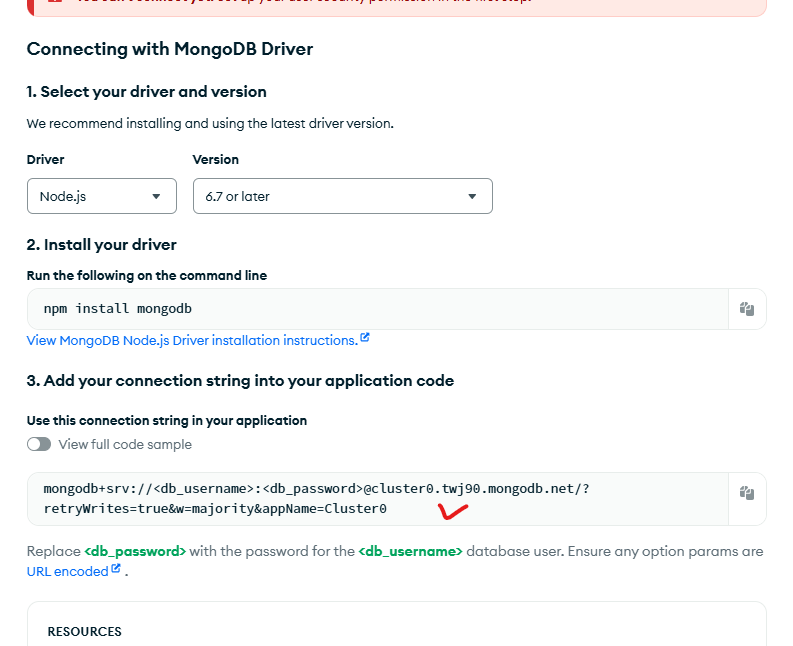 Connecting with MongoDB Driver
1. Select your driver and version
We recommend installing and using the latest driver version.
Driver
Version
Node.js
6.7 or later
2. Install your driver
Run the following on the command line
npm install mongodb
View MongoDB Node.js Driver installation instructions.
3. Add your connection string into your application code
Use this connection string in your application
View full code sample
mongodb+srv://<db_username>:<db_password>@cluster0.twj90.mongodb.net/?
retryWrites=true&w=majority&appName=Cluster0
Replace <db_password> with the password for the <db_username> database user. Ensure any option params are
URL encoded .
RESOURCES